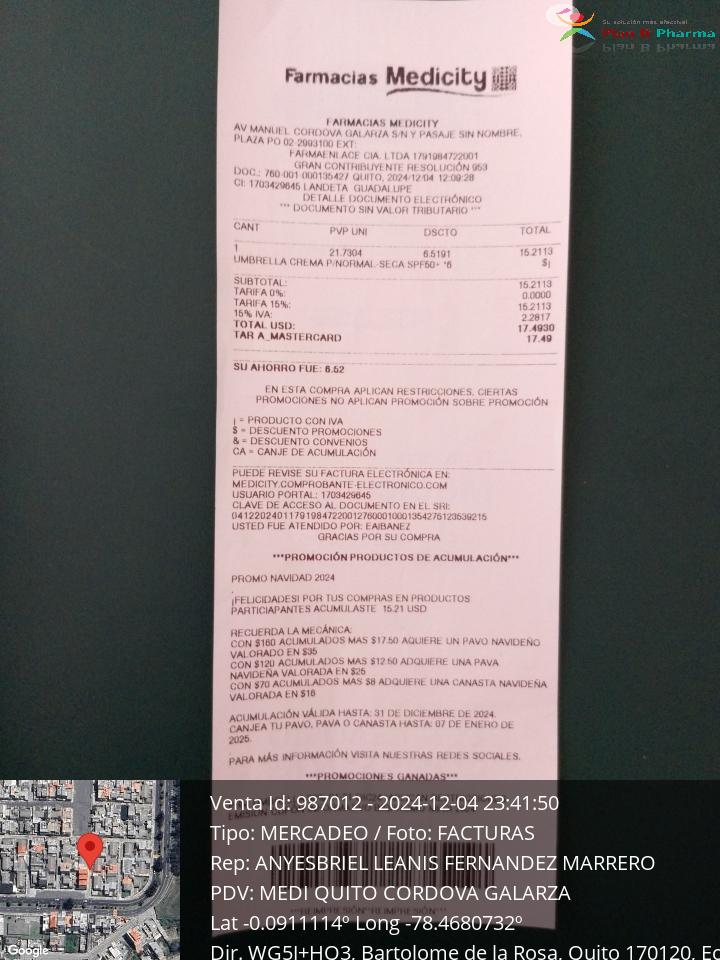 Su solución más efectiva!
Plan B Pharma
Farmacias Medicity
FARMACIAS MEDICITY
AV MANUEL CORDOVA GALARZA S/N Y PASAJE SIN NOMBRE,
PLAZA PO 02-2993100 EXT:
FARMAENLACE CIA. LTDA 1791984722001
GRAN CONTRIBUYENTE RESOLUCIÓN 953
DOC.: 760-001 000135427 QUITO, 2024/12/04 12:09:28
CI: 1703429645 LANDETA GUADALUPE
DETALLE DOCUMENTO ELECTRÓNICO
*** DOCUMENTO SIN VALOR TRIBUTARIO ***
CANT PVP UNI DSCTO TOTAL
1 21.7304 6.5191 15.2113
UMBRELLA CREMA P/NORMAL-SECA SPF50+ *6 $¡
SUBTOTAL: 15.2113
TARIFA 0%: 0.0000
TARIFA 15%: 15.2113
15% IVA: 2.2817
TOTAL USD: 17.4930
TAR A_MASTERCARD 17.49
SU AHORRO FUE: 6.52
EN ESTA COMPRA APLICAN RESTRICCIONES, CIERTAS
PROMOCIONES NO APLICAN PROMOCIÓN SOBRE PROMOCIÓN
¡ = PRODUCTO CON IVA
$ = DESCUENTO PROMOCIONES
& = DESCUENTO CONVENIOS
CA = CANJE DE ACUMULACIÓN
PUEDE REVISE SU FACTURA ELECTRÓNICA EN:
MEDICITY.COMPROBANTE-ELECTRONICO.COM
USUARIO PORTAL: 1703429645
CLAVE DE ACCESO AL DOCUMENTO EN EL SRI:
0412202401179198472200127600010001354275123539215
USTED FUE ATENDIDO POR: EAIBANEZ
GRACIAS POR SU COMPRA
***PROMOCIÓN PRODUCTOS DE ACUMULACIÓN***
PROMO NAVIDAD 2024
¡FELICIDADES! POR TUS COMPRAS EN PRODUCTOS
PARTICIAPANTES ACUMULASTE 15.21 USD
RECUERDA LA MECÁNICA:
CON $160 ACUMULADOS MAS $17.50 AQUIERE UN PAVO NAVIDEÑO
VALORADO EN $35
CON $120 ACUMULADOS MAS $12.50 ADQUIERE UNA PAVA
NAVIDEÑA VALORADA EN $25
CON $70 ACUMULADOS MAS $8 ADQUIERE UNA CANASTA NAVIDEÑA
VALORADA EN $16
ACUMULACIÓN VÁLIDA HASTA: 31 DE DICIEMBRE DE 2024.
CANJEA TU PAVO, PAVA O CANASTA HASTA: 07 DE ENERO DE
2025.
PARA MÁS INFORMACIÓN VISITA NUESTRAS REDES SOCIALES.
***PROMOCIONES GANADAS***
Venta Id: 987012 - 2024-12-04 23:41:50
Tipo: MERCADEO / Foto: FACTURAS
Rep: ANYESBRIEL LEANIS FERNANDEZ MARRERO
PDV: MEDI QUITO CORDOVA GALARZA
Lat -0.0911114º Long -78.4680732º
Dir. WG5J+HQ3, Bartolome de la Rosa, Quito 170120, Ec
Google